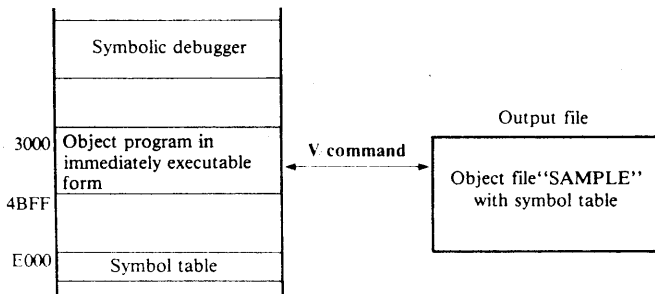 Symbolic debugger
Output file
3000
Object program in
immediately executable
form
V command
Object file“SAMPLE”
with symbol table
4BFF
E000
Symbol table